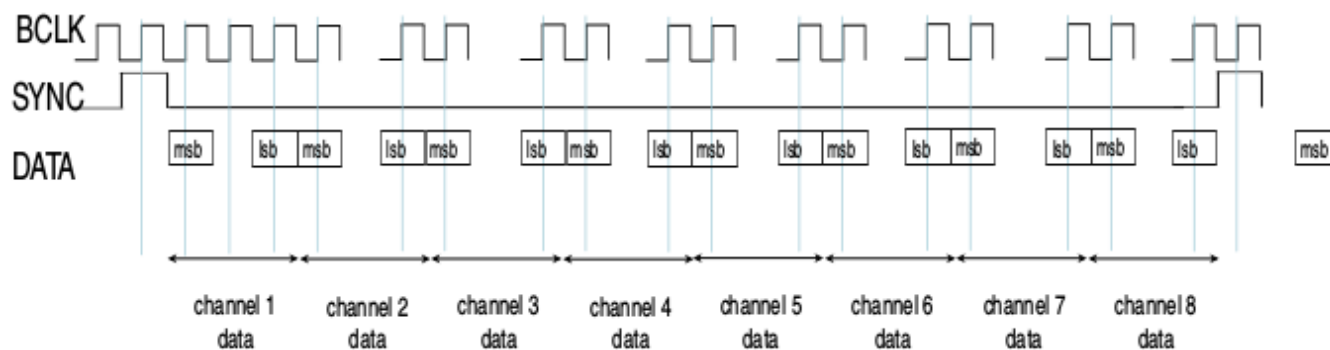 BCLK
SYNC
DATA
msb lsb msb lsb msb lsb msb lsb msb lsb msb lsb msb lsb msb lsb msb
channel 1 data
channel 2 data
channel 3 data
channel 4 data
channel 5 data
channel 6 data
channel 7 data
channel 8 data